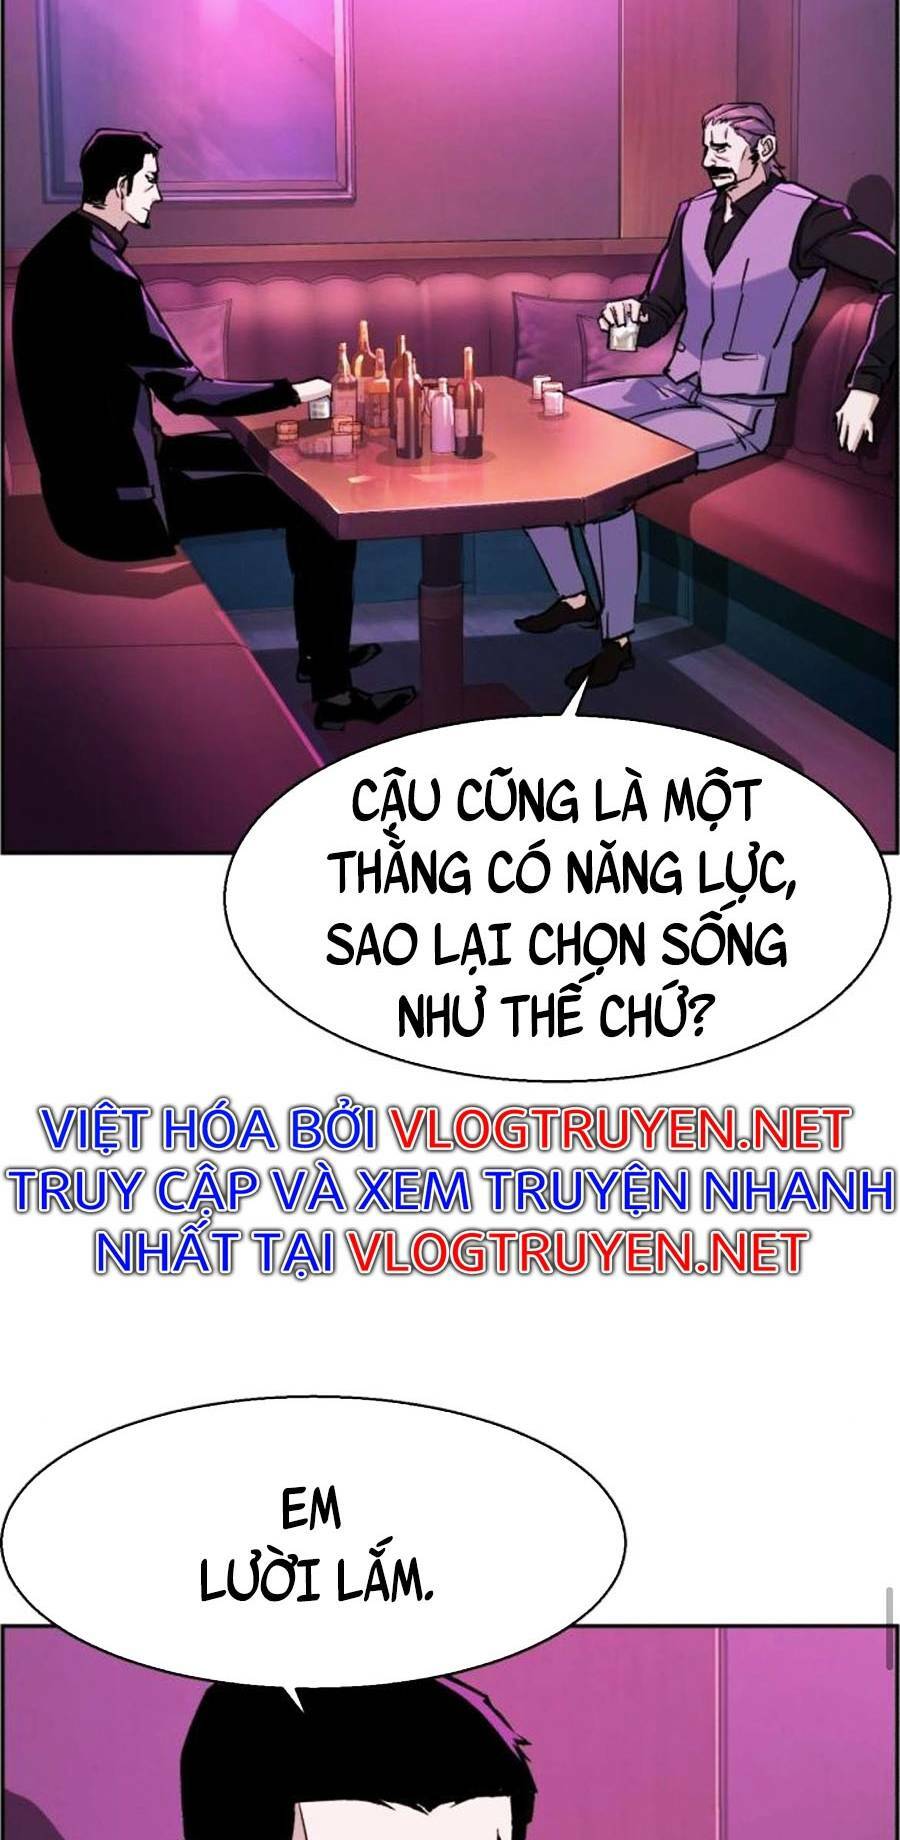 CẬU CŨNG LÀ MỘT
THẰNG CÓ NĂNG LỰC,
SAO LẠI CHỌN SỐNG
NHƯ THẾ CHỨ?
VIỆT HÓA BỞI VLOGTRUYEN.NET
TRUY CẬP VÀ XEM TRUYỆN NHANH
NHẤT TẠI VLOGTRUYEN.NET
EM
LƯỜI LẮM.